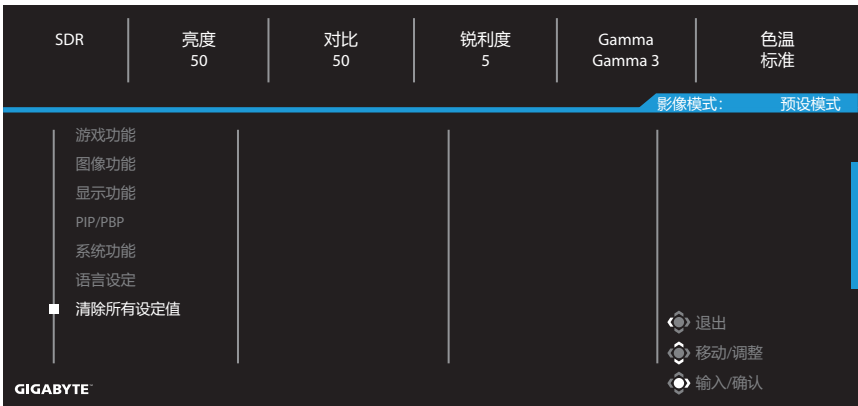 SDR
亮度
50
对比
50
锐利度
5
Gamma
Gamma 3
色温
标准
影像模式： 预设模式
游戏功能
图像功能
显示功能
PIP/PBP
系统功能
语言设定
清除所有设定值
退出
移动/调整
输入/确认
GIGABYTE™